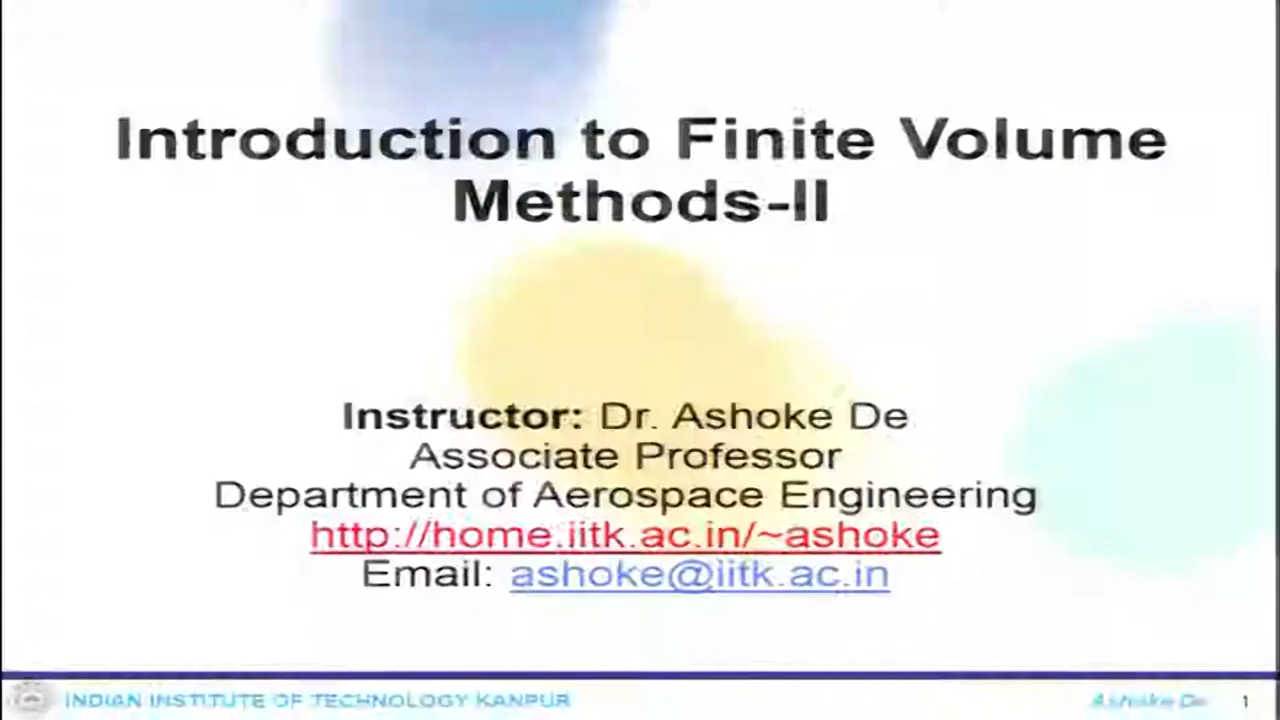 Introduction to Finite Volume
Methods-II
Instructor: Dr. Ashoke De
Associate Professor
Department of Aerospace Engineering
http://home.iitk.ac.in/~ashoke
Email: ashoke@iitk.ac.in
INDIAN INSTITUTE OF TECHNOLOGY KANPUR
Ashoke De 1